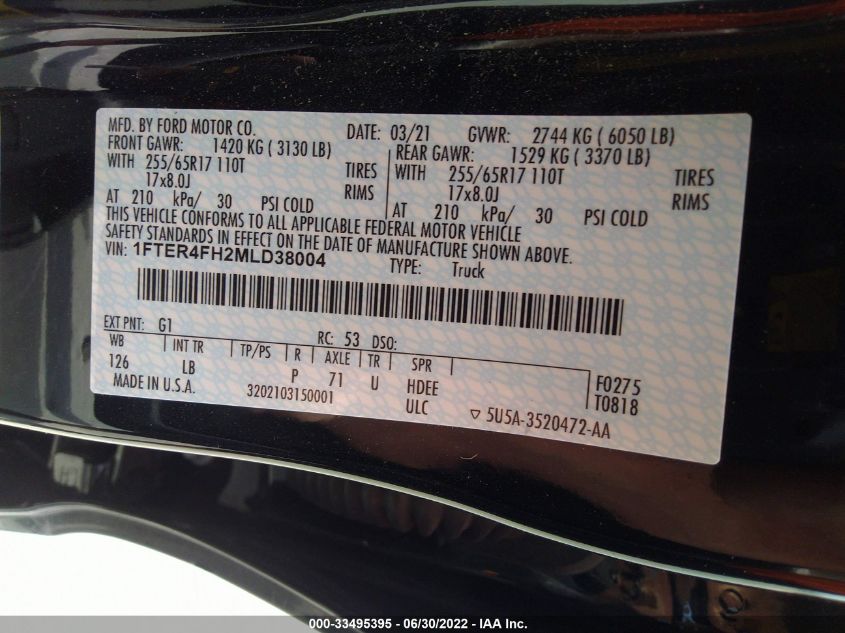 MFD. BY FORD MOTOR CO. DATE: 03/21 GVWR: 2744 KG ( 6050 LB)
FRONT GAWR: 1420 KG ( 3130 LB) REAR GAWR: 1529 KG ( 3370 LB)
WITH 255/65R17 110T TIRES WITH 255/65R17 110T TIRES
17x8.0J RIMS 17x8.0J RIMS
AT 210 kPa/ 30 PSI COLD AT 210 kPa/ 30 PSI COLD
THIS VEHICLE CONFORMS TO ALL APPLICABLE FEDERAL MOTOR VEHICLE
SAFETY STANDARDS IN EFFECT ON THE DATE OF MANUFACTURE SHOWN ABOVE.
VIN: 1FTER4FH2MLD38004 TYPE: Truck
EXT PNT: G1 RC: 53 DSO:
WB INT TR TP/PS R AXLE TR SPR
126 LB P 71 U HDEE F0275
MADE IN U.S.A. 3202103150001 ULC T0818
5U5A-3520472-AA
000-33495395 - 06/30/2022 - IAA Inc.